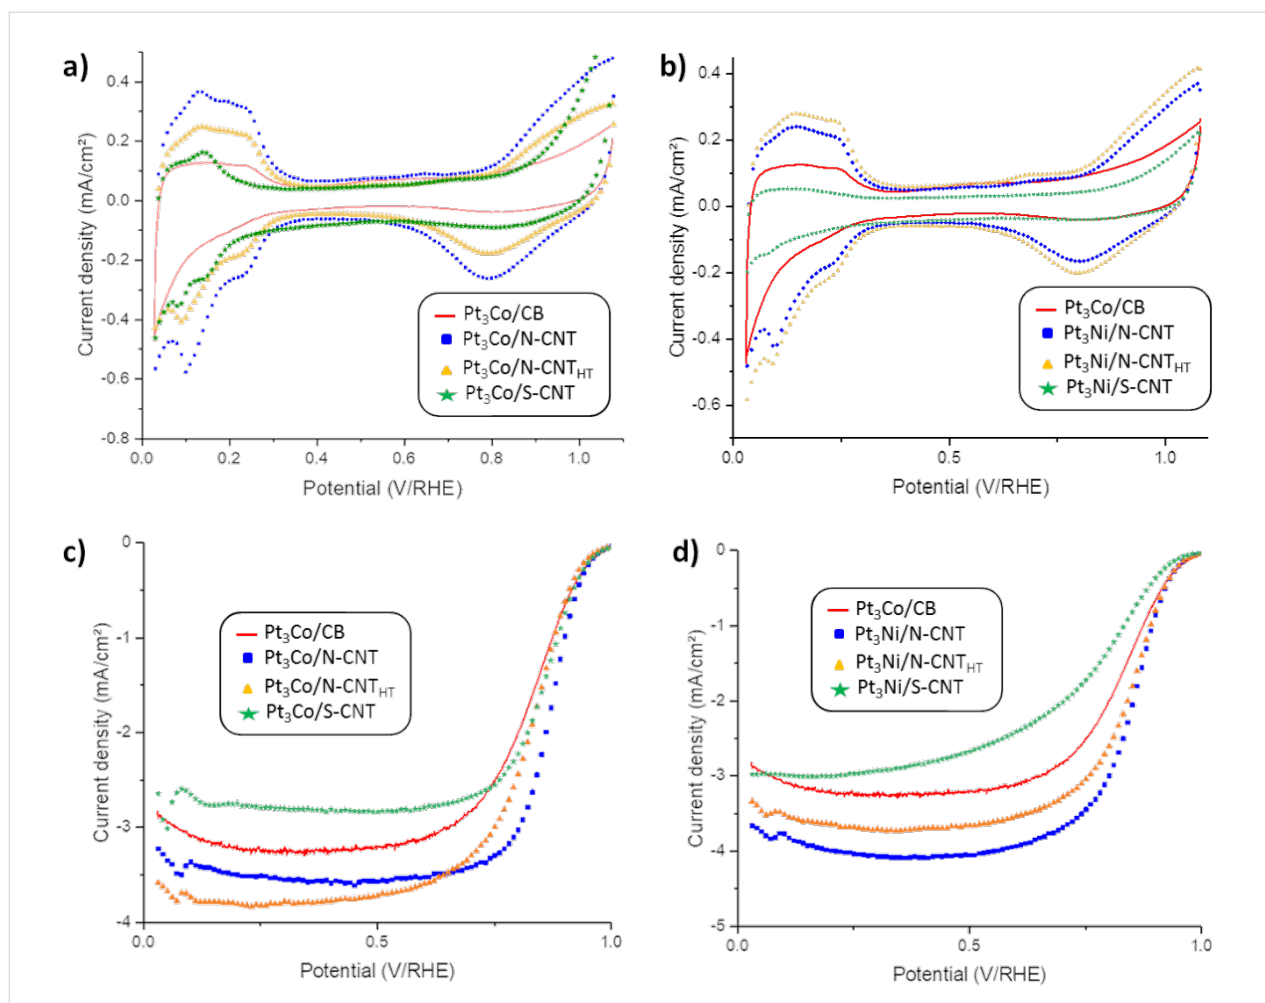 a)
Current density (mA/cm²)
0.4
0.2
0.0
-0.2
-0.4
-0.6
-0.8
0.0
0.2
0.4
0.6
0.8
1.0
Potential (V/RHE)
Pt₃Co/CB
Pt₃Co/N-CNT
Pt₃Co/N-CNT_HT
Pt₃Co/S-CNT
b)
Current density (mA/cm²)
0.4
0.2
0.0
-0.2
-0.4
-0.6
0.0
0.5
1.0
Potential (V/RHE)
Pt₃Co/CB
Pt₃Ni/N-CNT
Pt₃Ni/N-CNT_HT
Pt₃Ni/S-CNT
c)
Current density (mA/cm²)
0
-1
-2
-3
-4
0.0
0.5
1.0
Potential (V/RHE)
Pt₃Co/CB
Pt₃Co/N-CNT
Pt₃Co/N-CNT_HT
Pt₃Co/S-CNT
d)
Current density (mA/cm²)
0
-1
-2
-3
-4
-5
0.0
0.5
1.0
Potential (V/RHE)
Pt₃Co/CB
Pt₃Ni/N-CNT
Pt₃Ni/N-CNT_HT
Pt₃Ni/S-CNT